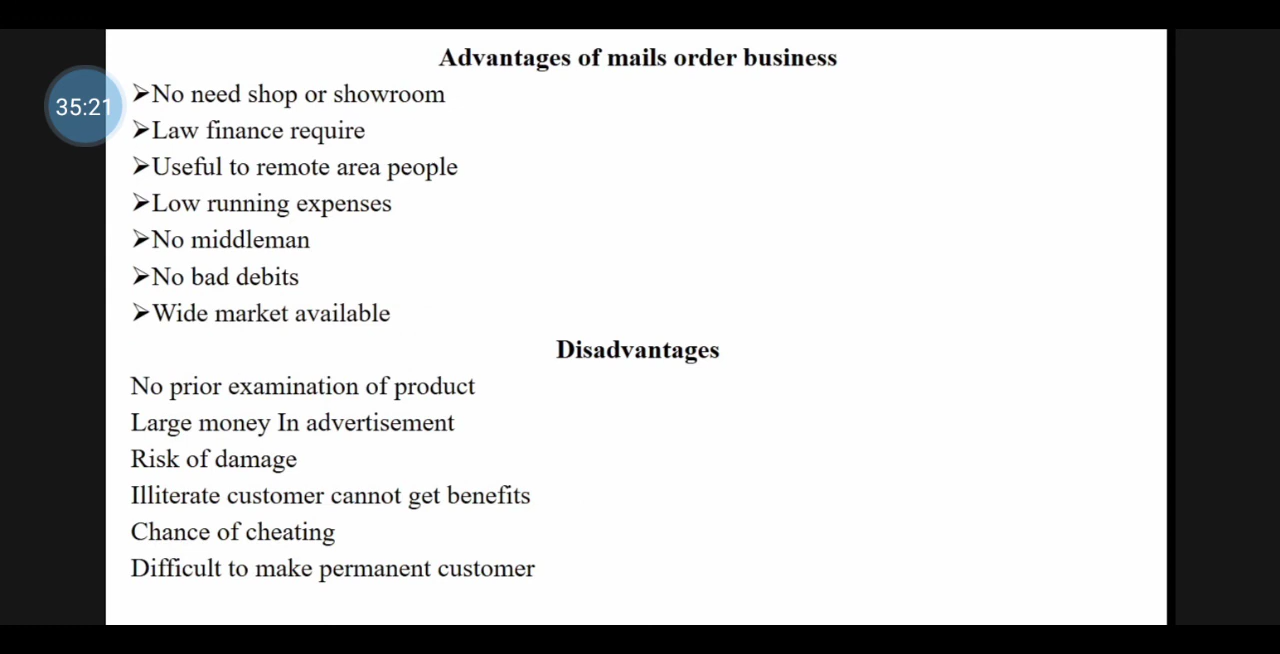 Advantages of mails order business
35:21
➤No need shop or showroom
➤Law finance require
➤Useful to remote area people
➤Low running expenses
➤No middleman
➤No bad debits
➤Wide market available
Disadvantages
No prior examination of product
Large money In advertisement
Risk of damage
Illiterate customer cannot get benefits
Chance of cheating
Difficult to make permanent customer